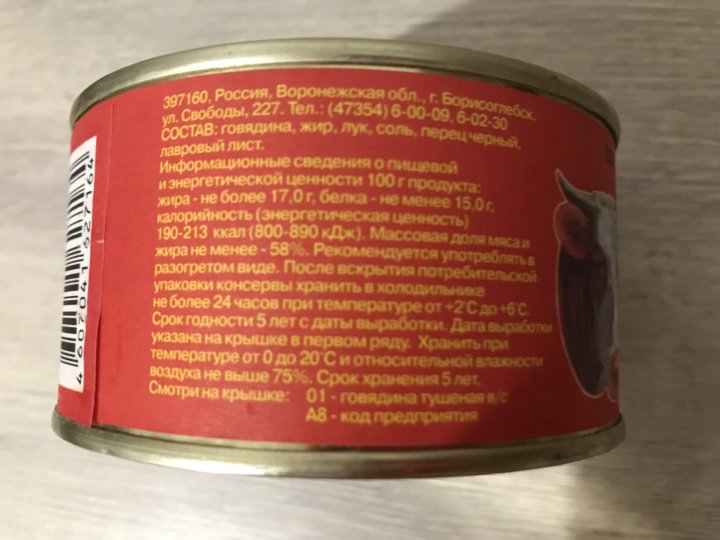 397160, Россия, Воронежская обл., г. Борисоглебск,
ул. Свободы, 227. Тел.: (47354) 6-00-09, 6-02-30
СОСТАВ: говядина, жир, лук, соль, перец черный,
лавровый лист.
Информационные сведения о пищевой
и энергетической ценности 100 г продукта:
жира - не более 17,0 г, белка - не менее 15,0 г,
калорийность (энергетическая ценность)
190-213 ккал (800-890 кДж). Массовая доля мяса и
жира не менее - 58%. Рекомендуется употреблять в
разогретом виде. После вскрытия потребительской
упаковки консервы хранить в холодильнике
не более 24 часов при температуре от +2°С до +6°С.
Срок годности 5 лет с даты выработки. Дата выработки
указана на крышке в первом ряду. Хранить при
температуре от 0 до 20°С и относительной влажности
воздуха не выше 75%. Срок хранения 5 лет.
Смотри на крышке: 01 - говядина тушеная в/с
А8 - код предприятия
4 607041 527164